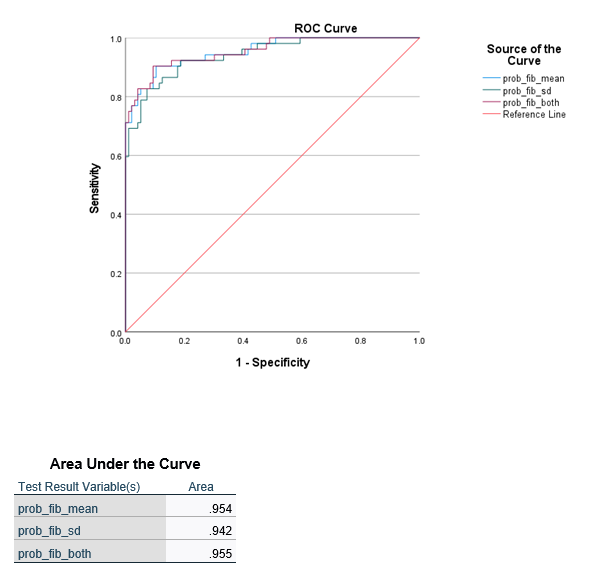 ROC Curve
Source of the
Curve
prob_fib_mean
prob_fib_sd
prob_fib_both
Reference Line
Sensitivity
1.0
0.8
0.6
0.4
0.2
0.0
0.0 0.2 0.4 0.6 0.8 1.0
1 - Specificity
Area Under the Curve
Test Result Variable(s) Area
prob_fib_mean .954
prob_fib_sd .942
prob_fib_both .955